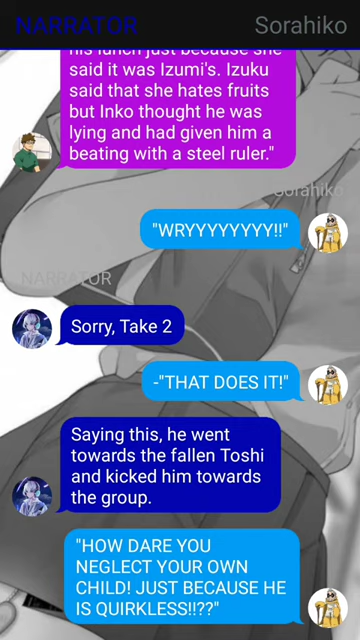 NARRATOR Sorahiko
his lunch just because she
said it was Izumi's. Izuku
said that she hates fruits
but Inko thought he was
lying and had given him a
beating with a steel ruler."
Sorahiko
"WRYYYYYYYY!!"
NARRATOR
Sorry, Take 2
-"THAT DOES IT!"
Saying this, he went
towards the fallen Toshi
and kicked him towards
the group.
"HOW DARE YOU
NEGLECT YOUR OWN
CHILD! JUST BECAUSE HE
IS QUIRKLESS!!??"